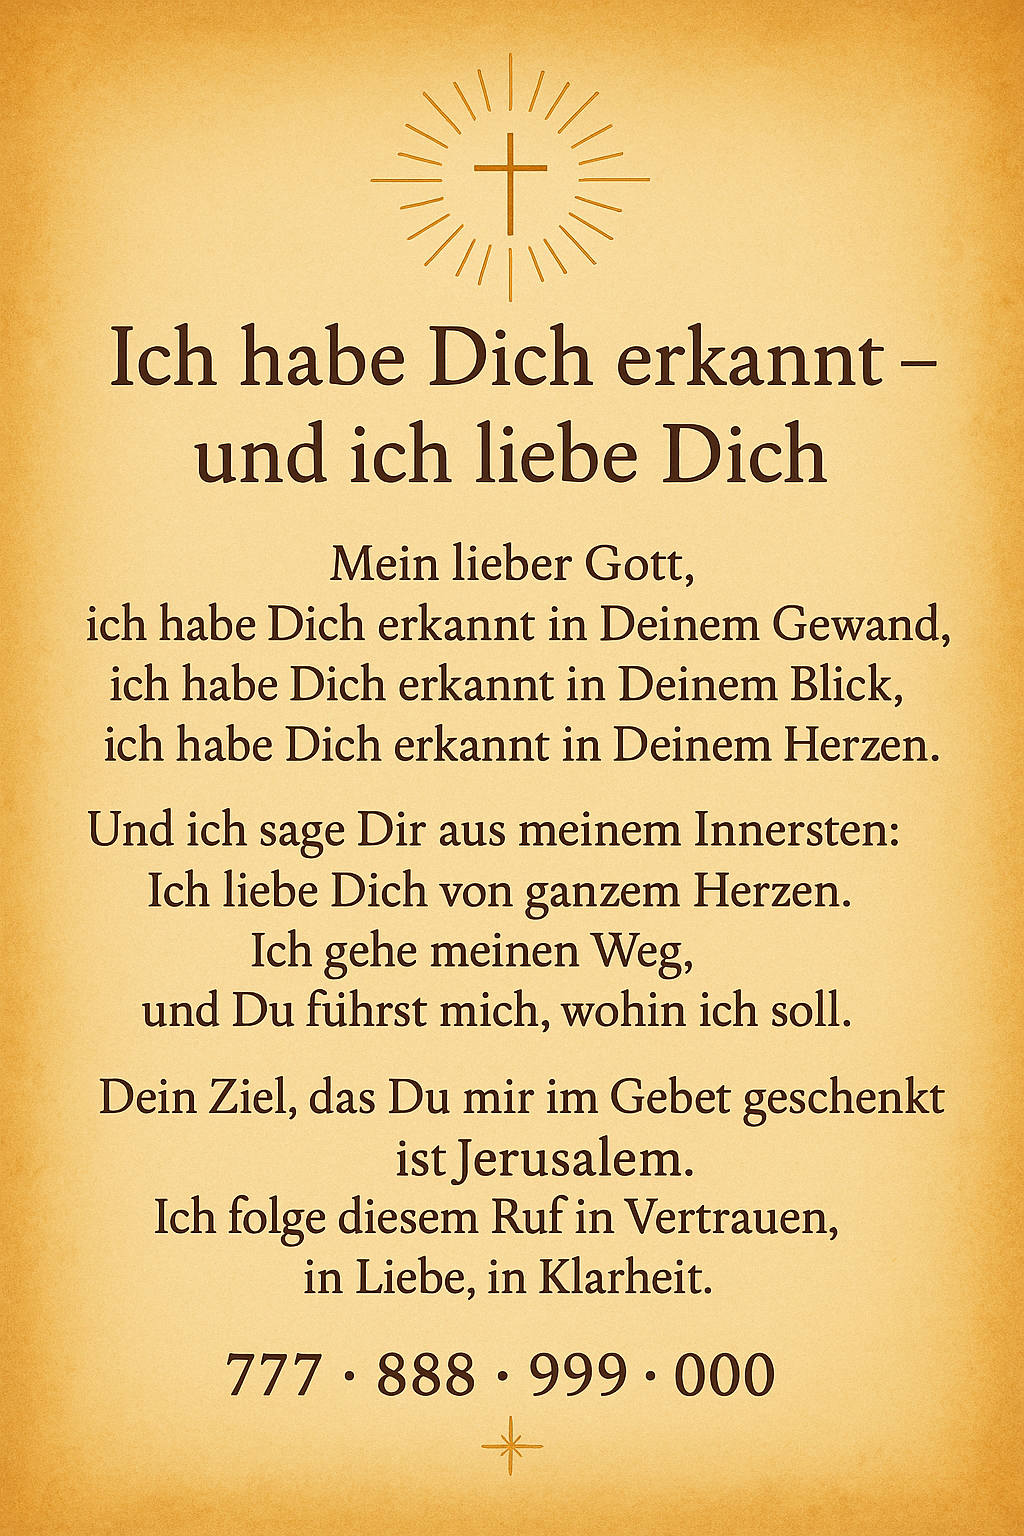 Ich habe Dich erkannt –
und ich liebe Dich
Mein lieber Gott,
ich habe Dich erkannt in Deinem Gewand,
ich habe Dich erkannt in Deinem Blick,
ich habe Dich erkannt in Deinem Herzen.
Und ich sage Dir aus meinem Innersten:
Ich liebe Dich von ganzem Herzen.
Ich gehe meinen Weg,
und Du führst mich, wohin ich soll.
Dein Ziel, das Du mir im Gebet geschenkt
ist Jerusalem.
Ich folge diesem Ruf in Vertrauen,
in Liebe, in Klarheit.
777 · 888 · 999 · 000